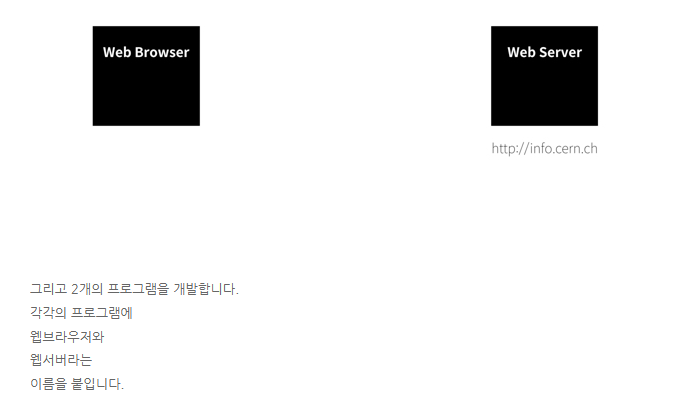 Web Browser
Web Server
http://info.cern.ch
그리고 2개의 프로그램을 개발합니다.
각각의 프로그램에
웹브라우저와
웹서버라는
이름을 붙입니다.